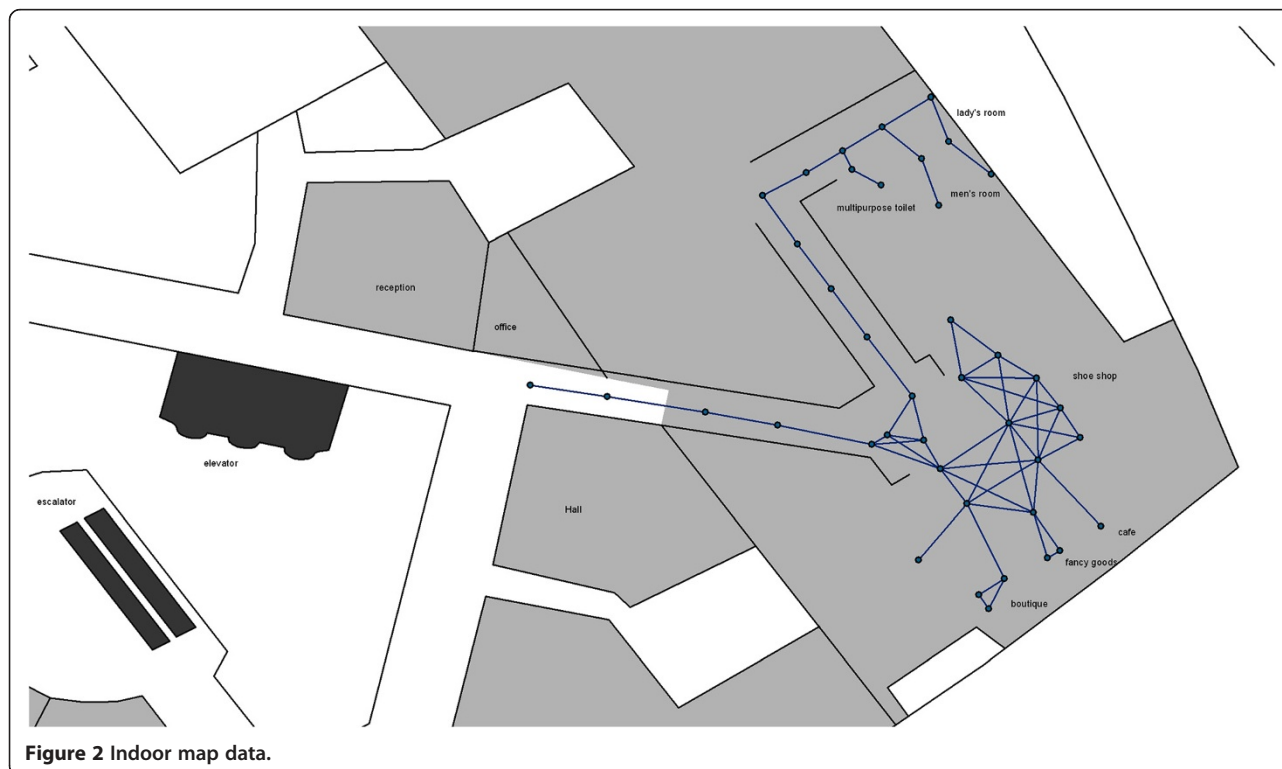 lady's room
men's room
multipurpose toilet
reception
office
shoe shop
elevator
escalator
Hall
cafe
fancy goods
boutique
Figure 2 Indoor map data.